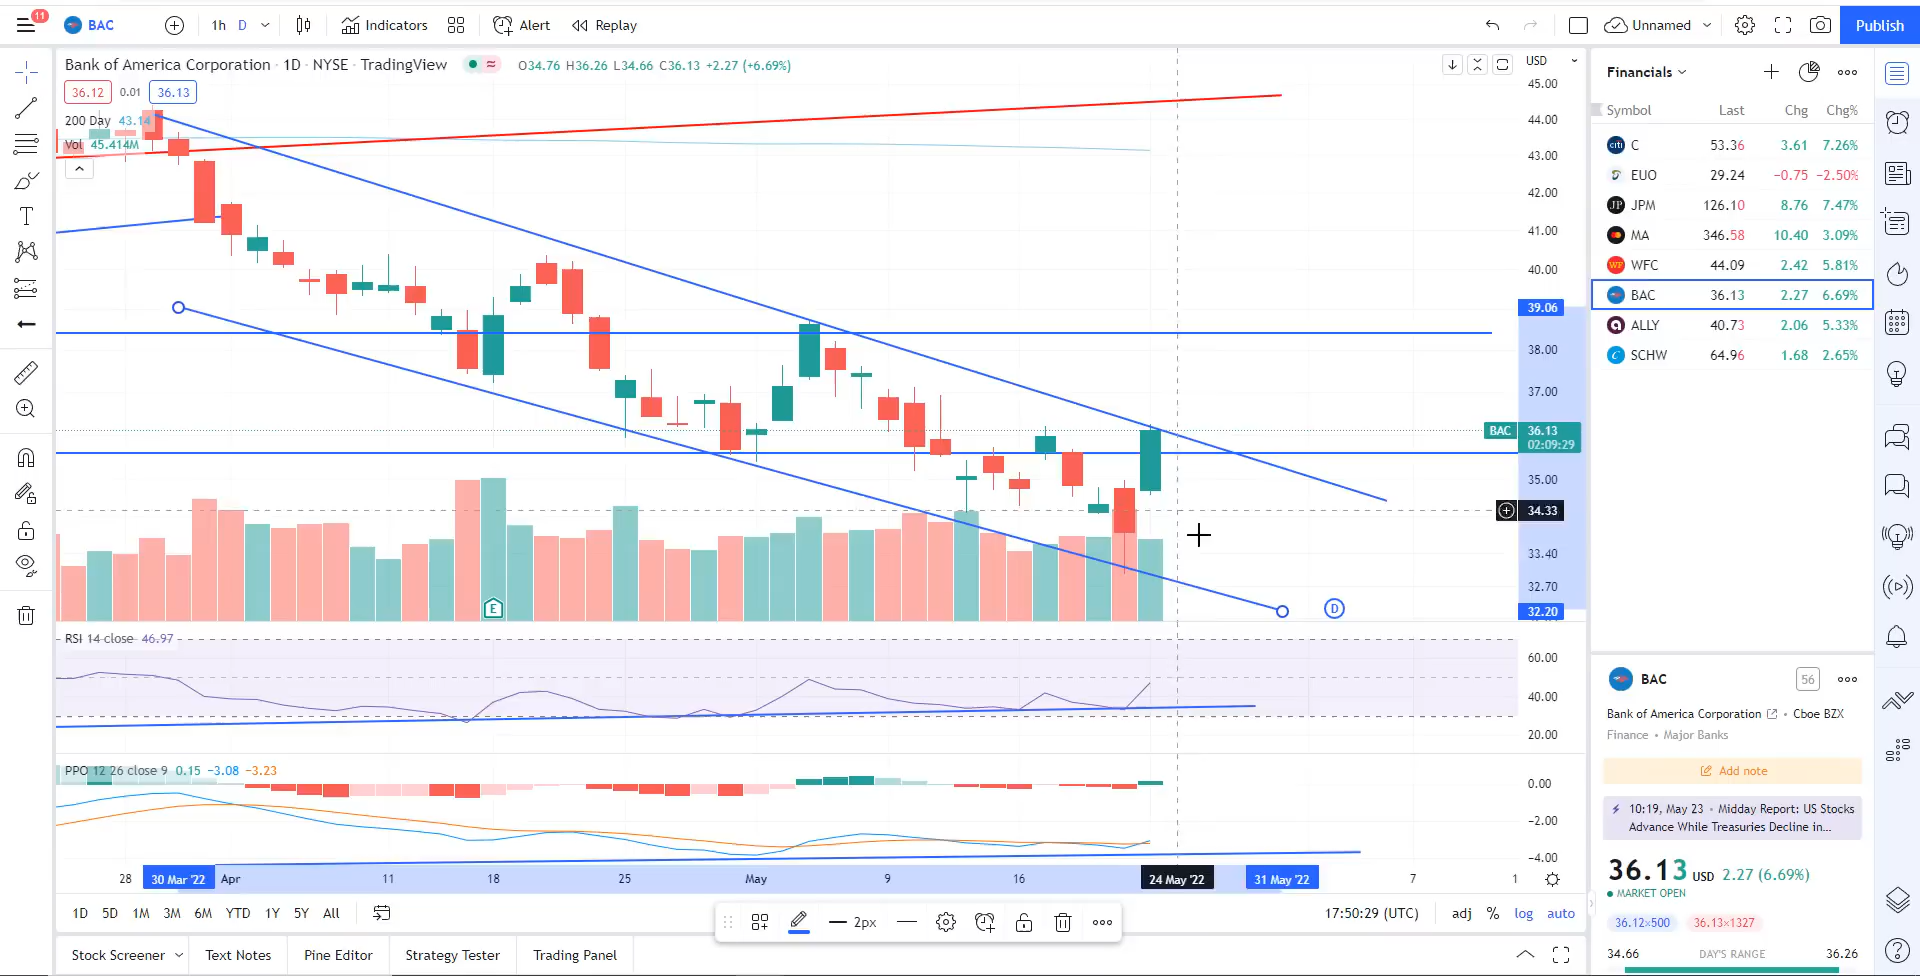 11
BAC
1h D
Indicators
Alert
Replay
Unnamed
Publish
Bank of America Corporation · 1D · NYSE · TradingView
O34.76 H36.26 L34.66 C36.13 +2.27 (+6.69%)
36.12 0.01 36.13
200 Day 43.14
Vol 45.414M
USD
45.00
44.00
43.00
42.00
41.00
40.00
39.06
38.00
37.00
BAC 36.13
02:09:29
35.00
34.33
33.40
32.70
32.20
E
D
RSI 14 close 46.97
60.00
40.00
20.00
PPO 12 26 close 9 0.15 −3.08 −3.23
0.00
−2.00
−4.00
28 30 Mar '22 Apr 11 18 25 May 9 16 24 May '22 31 May '22 7 1
1D 5D 1M 3M 6M YTD 1Y 5Y All
2px
17:50:29 (UTC)
adj % log auto
Stock Screener
Text Notes
Pine Editor
Strategy Tester
Trading Panel
Financials
Symbol Last Chg Chg%
citi C 53.36 3.61 7.26%
EUO 29.24 −0.75 −2.50%
JP JPM 126.10 8.76 7.47%
MA 346.58 10.40 3.09%
WF WFC 44.09 2.42 5.81%
BAC 36.13 2.27 6.69%
ALLY 40.73 2.06 5.33%
SCHW 64.96 1.68 2.65%
BAC
56
Bank of America Corporation • Cboe BZX
Finance • Major Banks
Add note
10:19, May 23 • Midday Report: US Stocks
Advance While Treasuries Decline in...
36.13 USD 2.27 (6.69%)
MARKET OPEN
36.12×500 36.13×1327
34.66 DAY'S RANGE 36.26